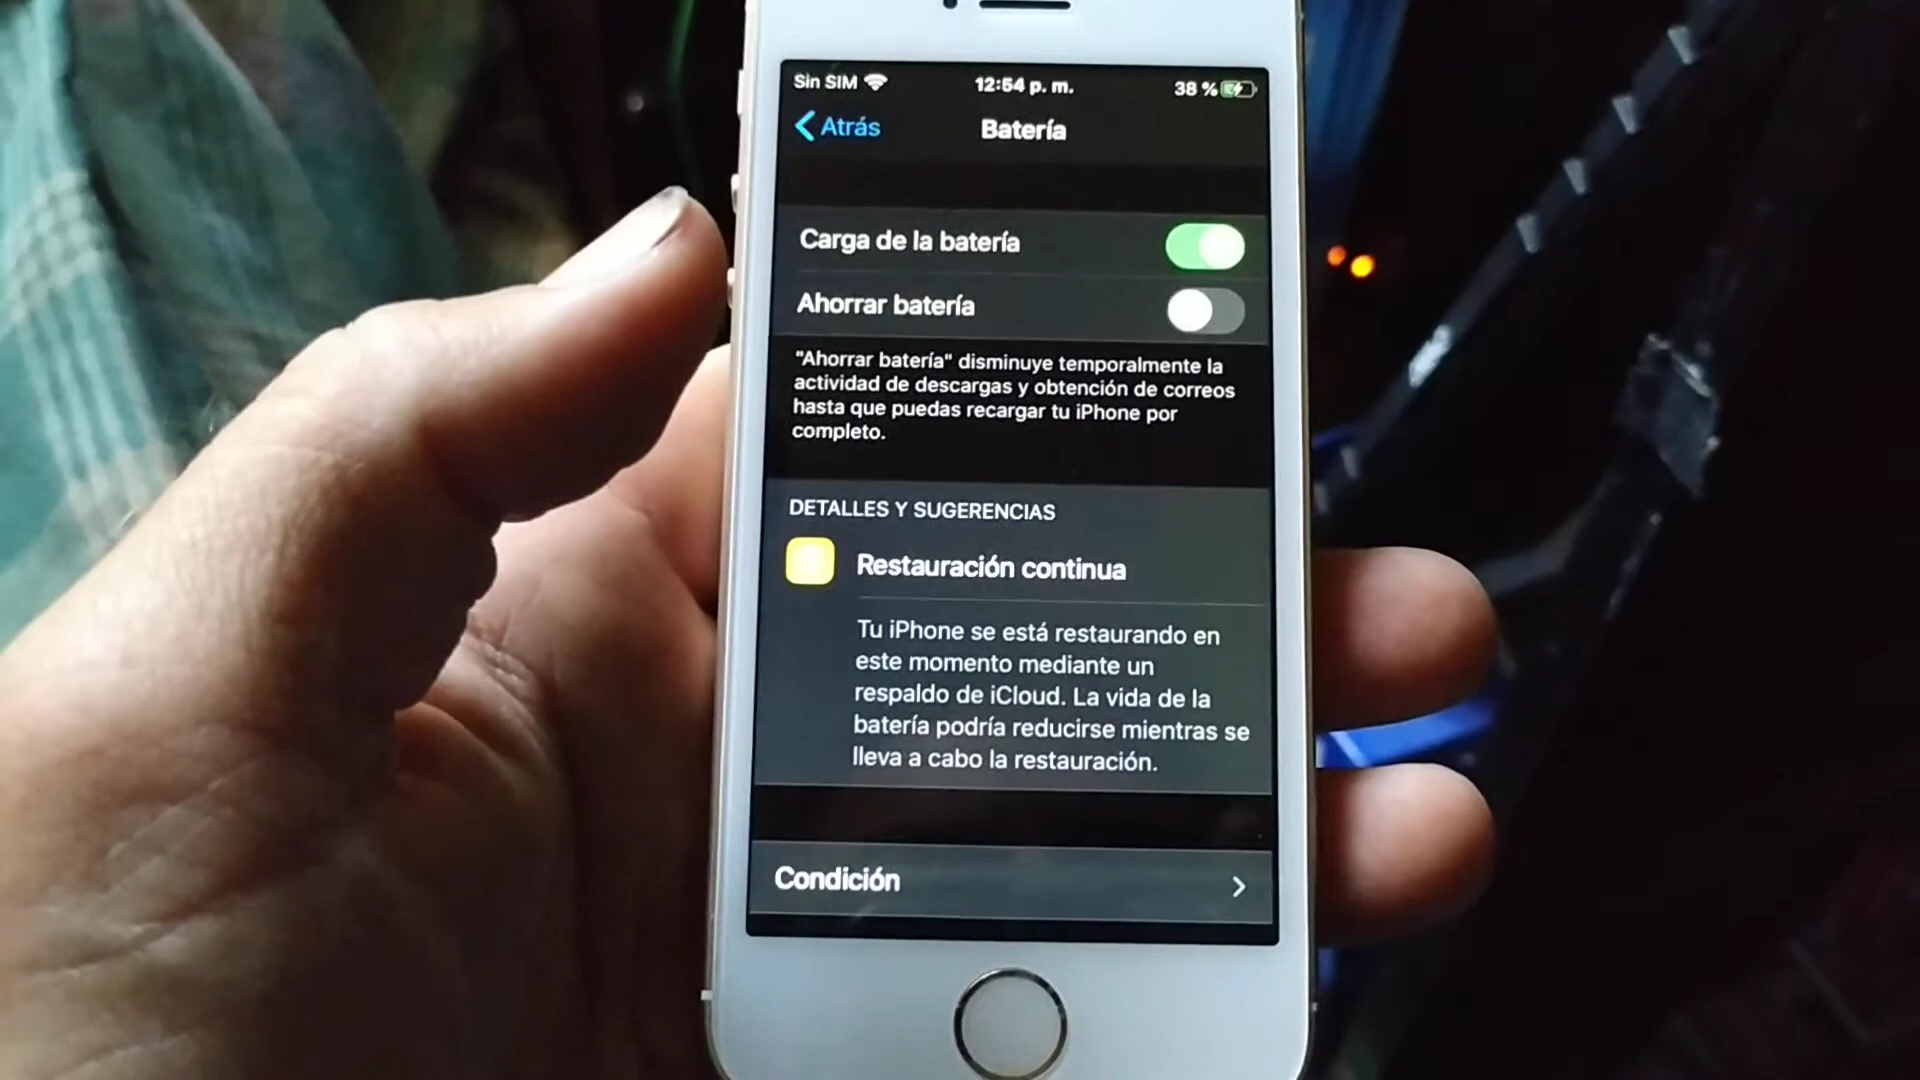 Sin SIM 12:54 p. m. 38 %
Atrás Batería
Carga de la batería
Ahorrar batería
"Ahorrar batería" disminuye temporalmente la
actividad de descargas y obtención de correos
hasta que puedas recargar tu iPhone por
completo.
DETALLES Y SUGERENCIAS
Restauración continua
Tu iPhone se está restaurando en
este momento mediante un
respaldo de iCloud. La vida de la
batería podría reducirse mientras se
lleva a cabo la restauración.
Condición